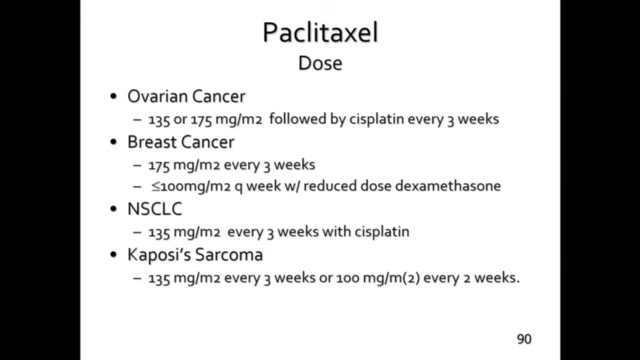 Paclitaxel
Dose
• Ovarian Cancer
– 135 or 175 mg/m2 followed by cisplatin every 3 weeks
• Breast Cancer
– 175 mg/m2 every 3 weeks
– ≤100mg/m2 q week w/ reduced dose dexamethasone
• NSCLC
– 135 mg/m2 every 3 weeks with cisplatin
• Kaposi's Sarcoma
– 135 mg/m2 every 3 weeks or 100 mg/m(2) every 2 weeks.
90